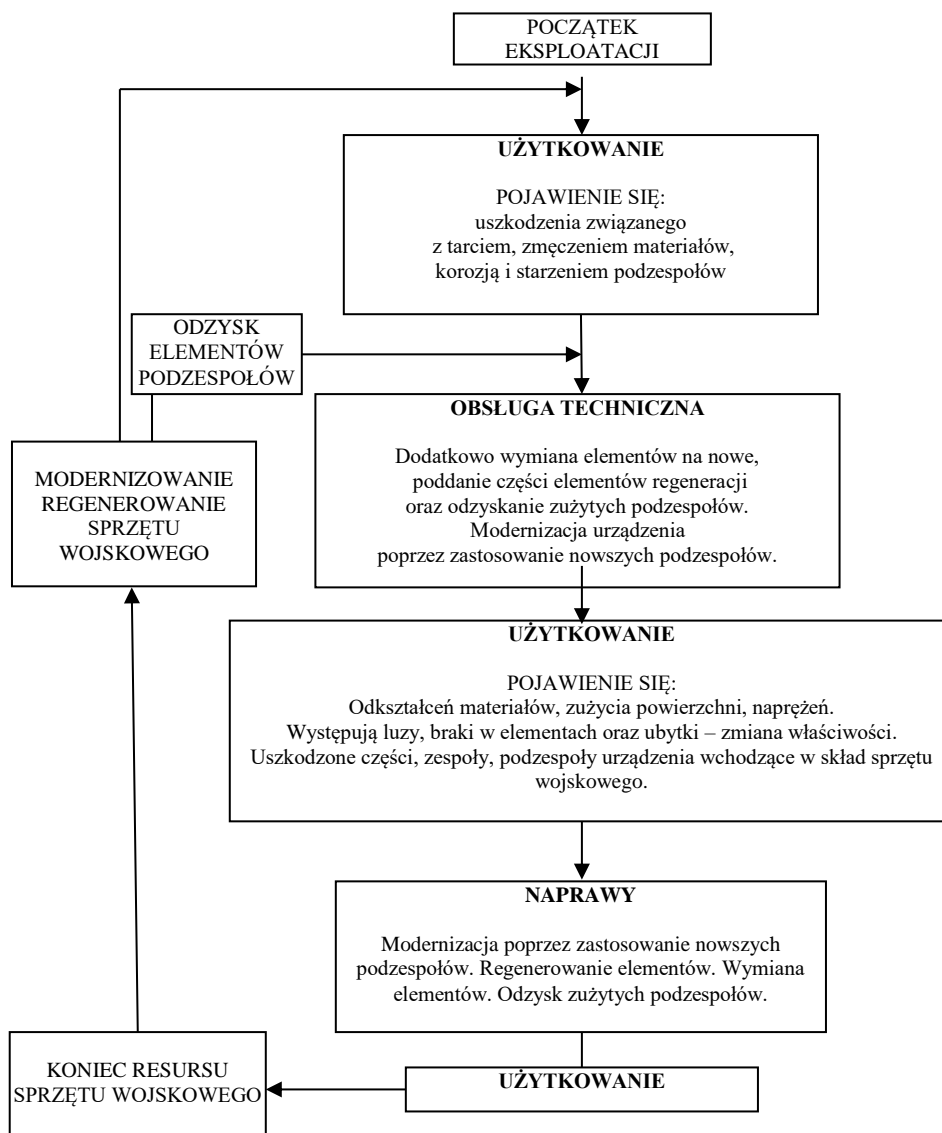 POCZĄTEK
EKSPLOATACJI
UŻYTKOWANIE
POJAWIENIE SIĘ:
uszkodzenia związanego
z tarciem, zmęczeniem materiałów,
korozją i starzeniem podzespołów
ODZYSK
ELEMENTÓW
PODZESPOŁÓW
OBSŁUGA TECHNICZNA
Dodatkowo wymiana elementów na nowe,
poddanie części elementów regeneracji
oraz odzyskanie zużytych podzespołów.
Modernizacja urządzenia
poprzez zastosowanie nowszych podzespołów.
MODERNIZOWANIE
REGENEROWANIE
SPRZĘTU
WOJSKOWEGO
UŻYTKOWANIE
POJAWIENIE SIĘ:
Odkształceń materiałów, zużycia powierzchni, naprężeń.
Występują luzy, braki w elementach oraz ubytki – zmiana właściwości.
Uszkodzone części, zespoły, podzespoły urządzenia wchodzące w skład sprzętu
wojskowego.
NAPRAWY
Modernizacja poprzez zastosowanie nowszych
podzespołów. Regenerowanie elementów. Wymiana
elementów. Odzysk zużytych podzespołów.
UŻYTKOWANIE
KONIEC RESURSU
SPRZĘTU WOJSKOWEGO